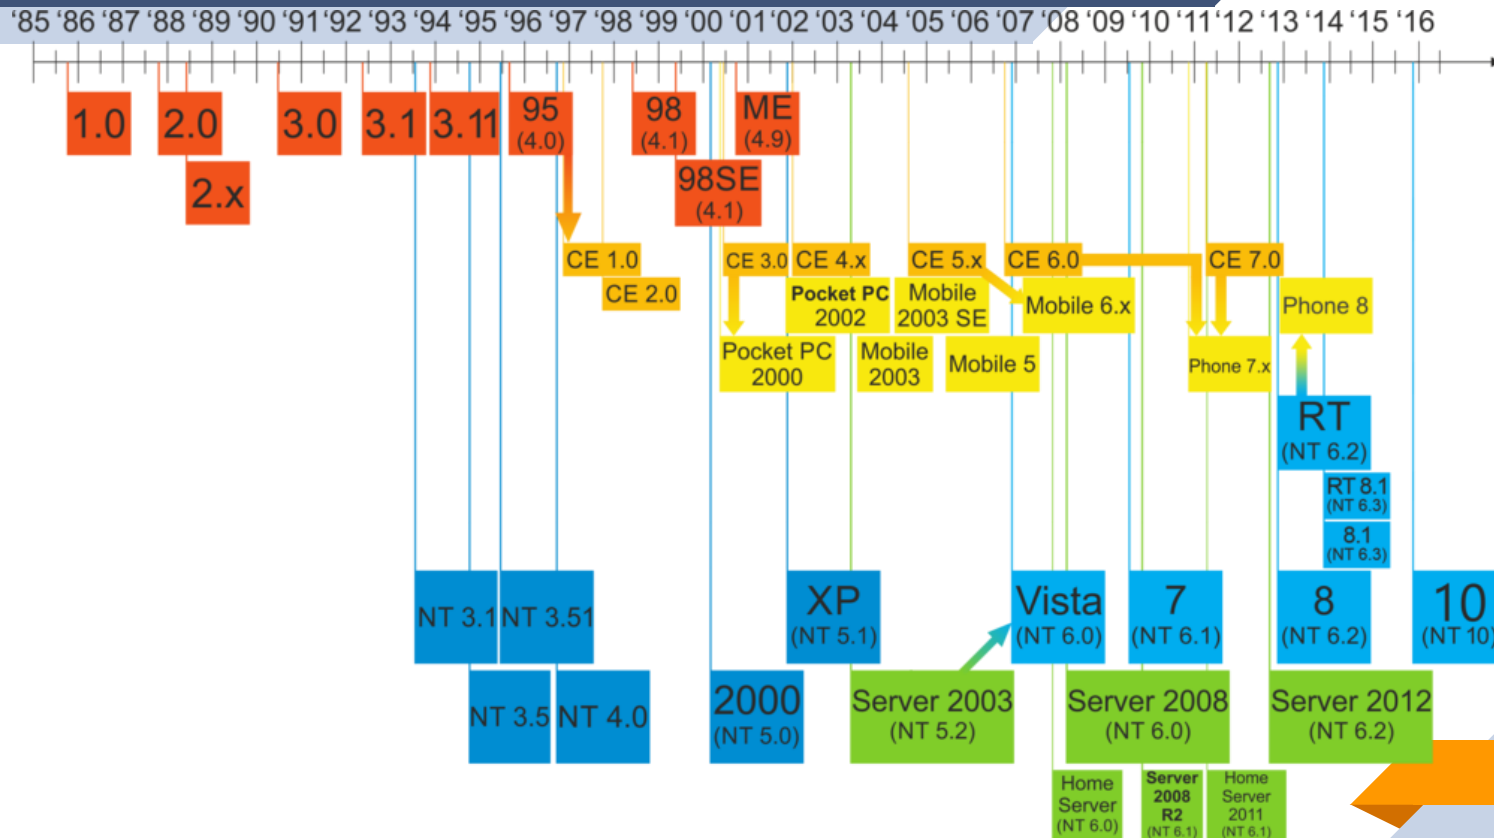 ‘85 ‘86 ‘87 ‘88 ‘89 ‘90 ‘91 ‘92 ‘93 ‘94 ‘95 ‘96 ‘97 ‘98 ‘99 ‘00 ‘01 ‘02 ‘03 ‘04 ‘05 ‘06 ‘07 ‘08 ‘09 ‘10 ‘11 ‘12 ‘13 ‘14 ‘15 ‘16
1.0
2.0
3.0
3.1
3.11
95
(4.0)
98
(4.1)
ME
(4.9)
2.x
98SE
(4.1)
CE 1.0
CE 3.0
CE 4.x
CE 5.x
CE 6.0
CE 7.0
CE 2.0
Pocket PC
2002
Mobile
2003 SE
Mobile 6.x
Phone 8
Pocket PC
2000
Mobile
2003
Mobile 5
Phone 7.x
RT
(NT 6.2)
RT 8.1
(NT 6.3)
8.1
(NT 6.3)
NT 3.1
NT 3.51
XP
(NT 5.1)
Vista
(NT 6.0)
7
(NT 6.1)
8
(NT 6.2)
10
(NT 10)
NT 3.5
NT 4.0
2000
(NT 5.0)
Server 2003
(NT 5.2)
Server 2008
(NT 6.0)
Server 2012
(NT 6.2)
Home
Server
(NT 6.0)
Server
2008
R2
(NT 6.1)
Home
Server
2011
(NT 6.1)